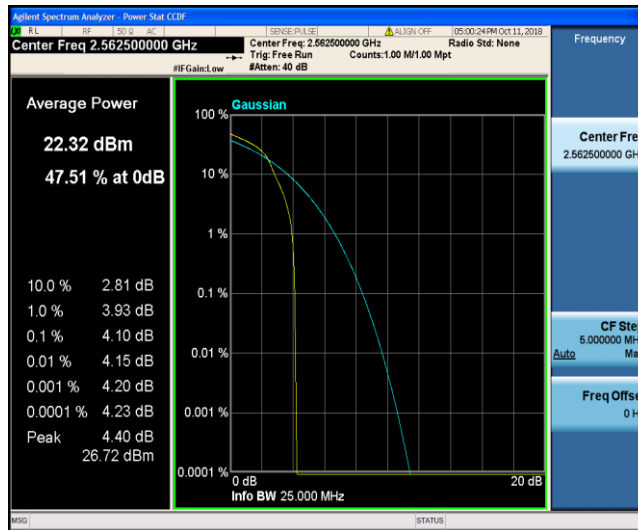 Agilent Spectrum Analyzer - Power Stat CCDF
RL RF 50 Ω AC SENSE:PULSE ALIGN OFF 05:00:24 PM Oct 11, 2018
Center Freq 2.562500000 GHz
Center Freq: 2.562500000 GHz Radio Std: None
Trig: Free Run Counts:1.00 M/1.00 Mpt
#IFGain:Low #Atten: 40 dB
Frequency
Average Power
22.32 dBm
47.51 % at 0dB
10.0 % 2.81 dB
1.0 % 3.93 dB
0.1 % 4.10 dB
0.01 % 4.15 dB
0.001 % 4.20 dB
0.0001 % 4.23 dB
Peak 4.40 dB
26.72 dBm
Gaussian
100 %
10 %
1 %
0.1 %
0.01 %
0.001 %
0.0001 %
0 dB 20 dB
Info BW 25.000 MHz
Center Fre
2.562500000 GH
CF Ste
5.000000 MH
Auto Ma
Freq Offse
0 H
MSG STATUS